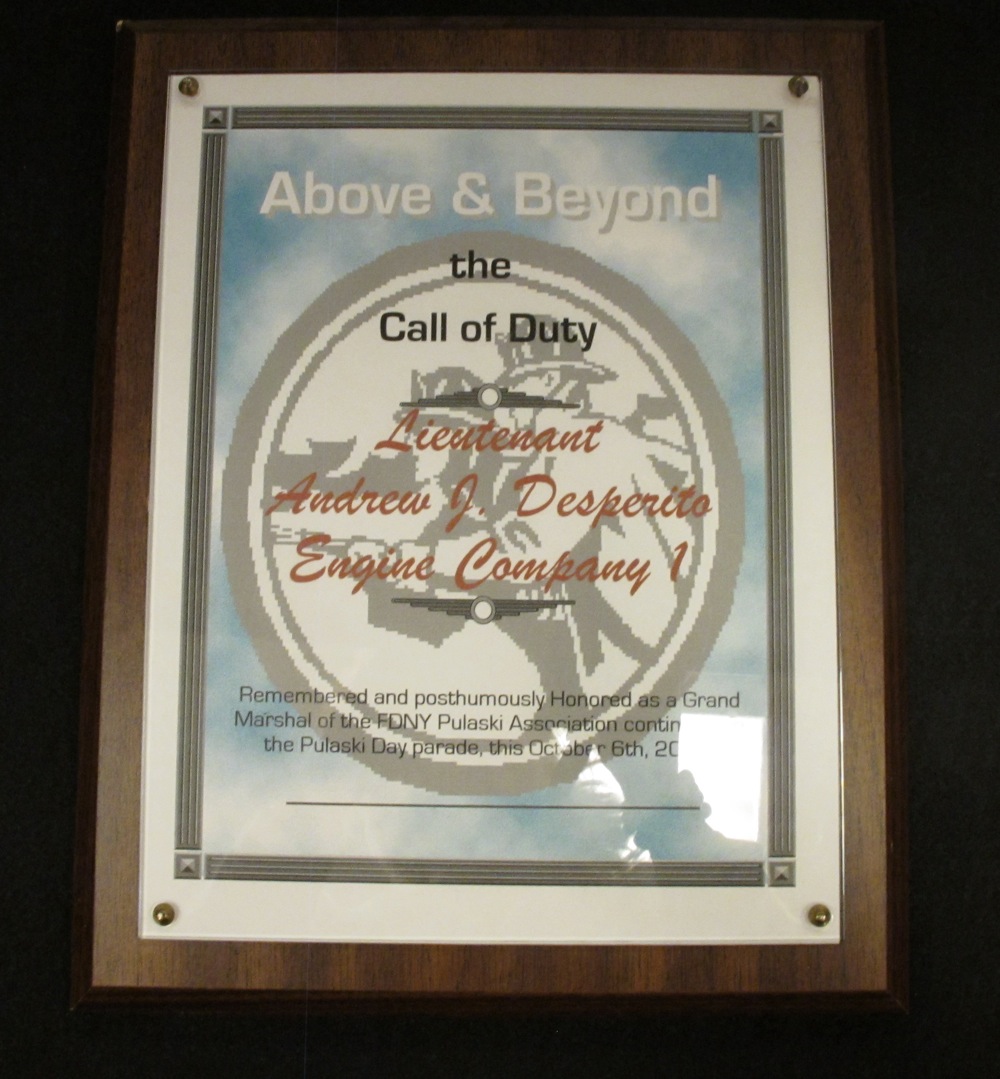 Above & Beyond
the
Call of Duty
Lieutenant
Andrew J. Desperito
Engine Company 1
Remembered and posthumously Honored as a Grand
Marshal of the FDNY Pulaski Association
the Pulaski Day parade, this October 6th,